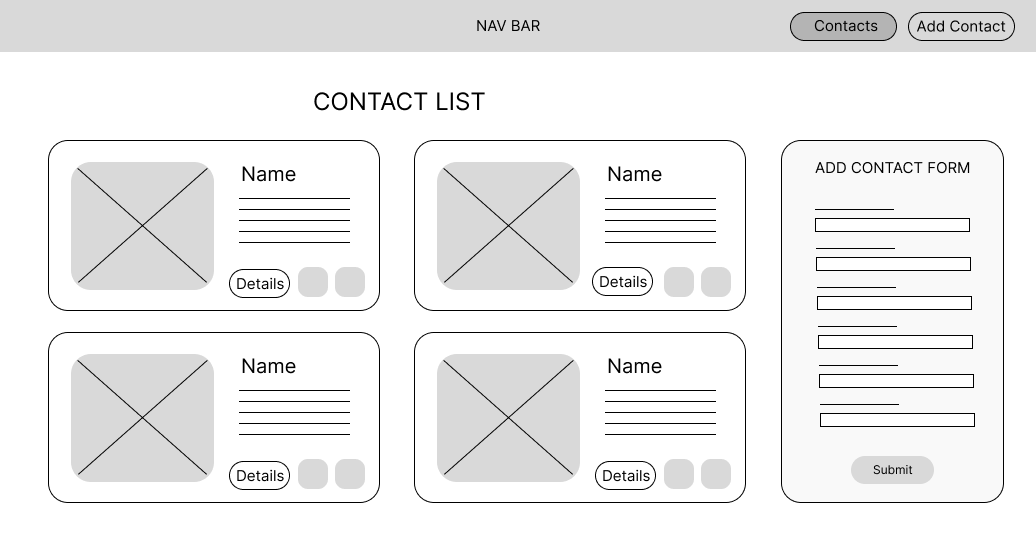 NAV BAR
Contacts
Add Contact
CONTACT LIST
Name
Details
Name
Details
Name
Details
Name
Details
ADD CONTACT FORM
Submit